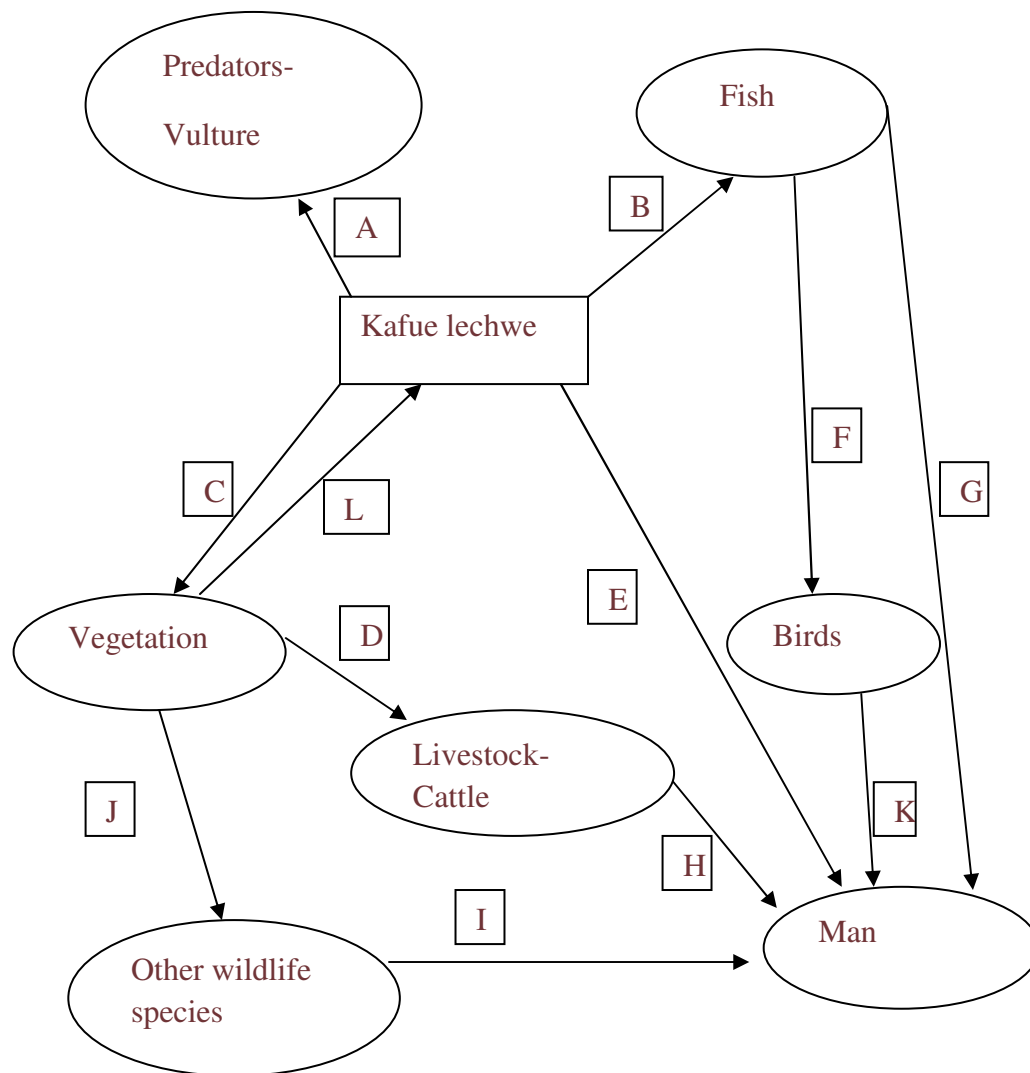 Predators-
Vulture
Fish
A
B
Kafue lechwe
C
L
F
G
E
D
Vegetation
Birds
Livestock-
Cattle
J
H
K
I
Man
Other wildlife
species